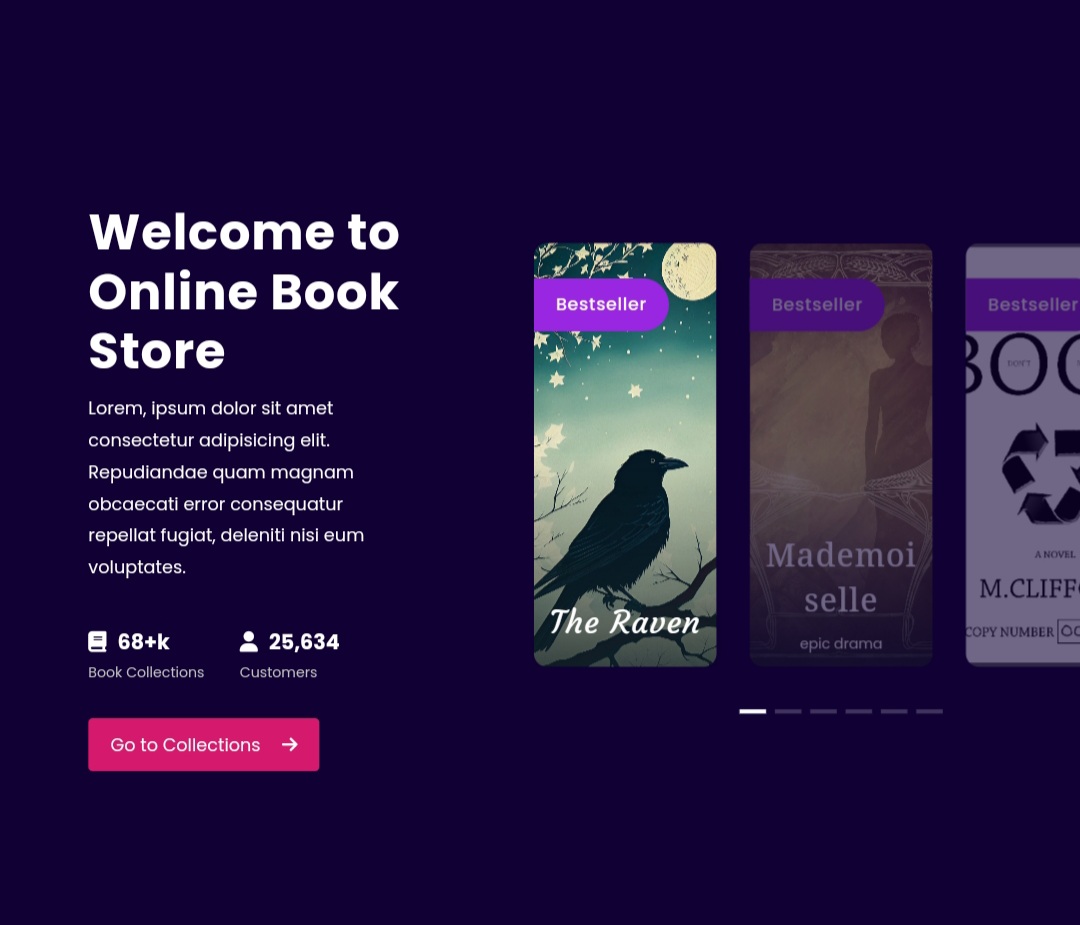 Welcome to
Online Book
Store
Lorem, ipsum dolor sit amet
consectetur adipisicing elit.
Repudiandae quam magnam
obcaecati error consequatur
repellat fugiat, deleniti nisi eum
voluptates.
68+k
Book Collections
25,634
Customers
Go to Collections
Bestseller
The Raven
Bestseller
Mademoi
selle
epic drama
Bestseller
BOO
DON'T
A NOVEL
M.CLIFF
COPY NUMBER